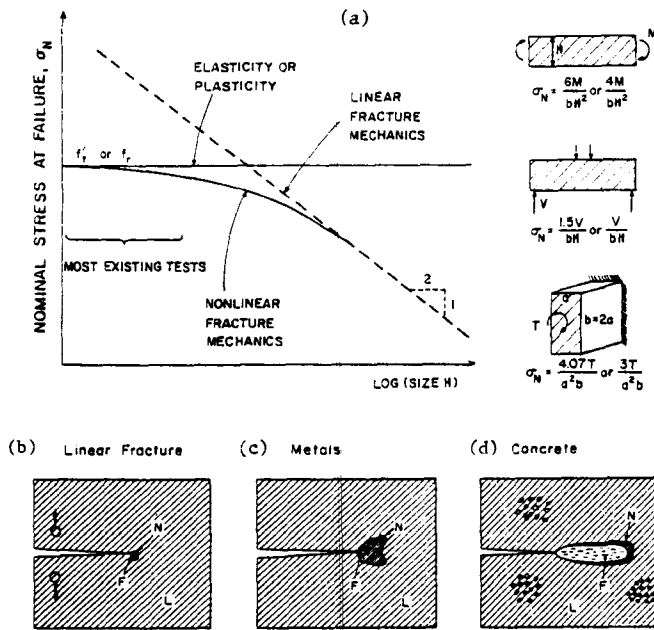 (a)
NOMINAL STRESS AT FAILURE, σN
ELASTICITY OR
PLASTICITY
LINEAR
FRACTURE
MECHANICS
f't or fr
MOST EXISTING TESTS
NONLINEAR
FRACTURE
MECHANICS
2
1
LOG (SIZE H)
M
H
σN = 6M/bH² or 4M/bH²
V
σN = 1.5V/bH or V/bH
a
T
b=2a
σN = 4.07T/a²b or 3T/a²b
(b) Linear Fracture
N
F
L
(c) Metals
N
F
L
(d) Concrete
N
F
L